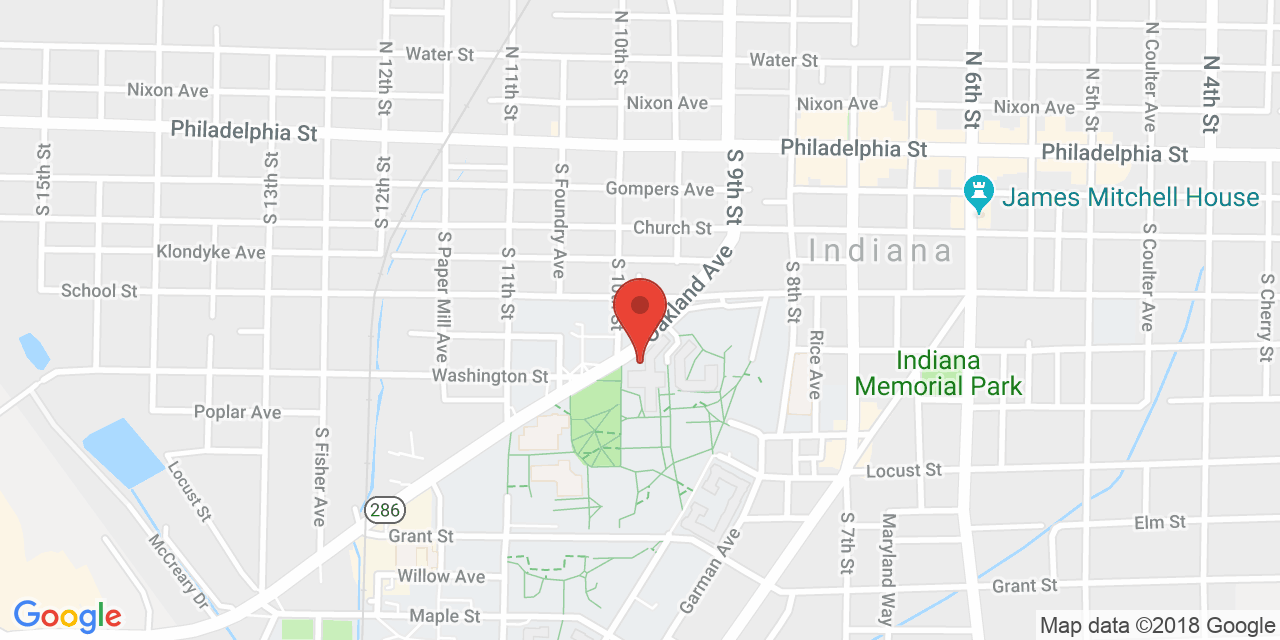 N 10th St
N 12th St
N 11th St
Water St
Water St
N 6th St
N 5th St
N Coulter Ave
N 4th St
Nixon Ave
Nixon Ave
Nixon Ave
Nixon Ave
Philadelphia St
Philadelphia St
Philadelphia St
S 15th St
S 13th St
S 12th St
S Foundry Ave
Gompers Ave
S 9th St
James Mitchell House
Church St
Klondyke Ave
S Paper Mill Ave
S 11th St
S 10th St
Oakland Ave
Indiana
S 8th St
S Coulter Ave
S Cherry St
School St
Rice Ave
Indiana
Memorial Park
Washington St
Poplar Ave
S Fisher Ave
Locust St
Locust St
286
McCreary Dr
Grant St
Garman Ave
S 7th St
Maryland Way
Elm St
Willow Ave
Grant St
Maple St
Google
Map data ©2018 Google